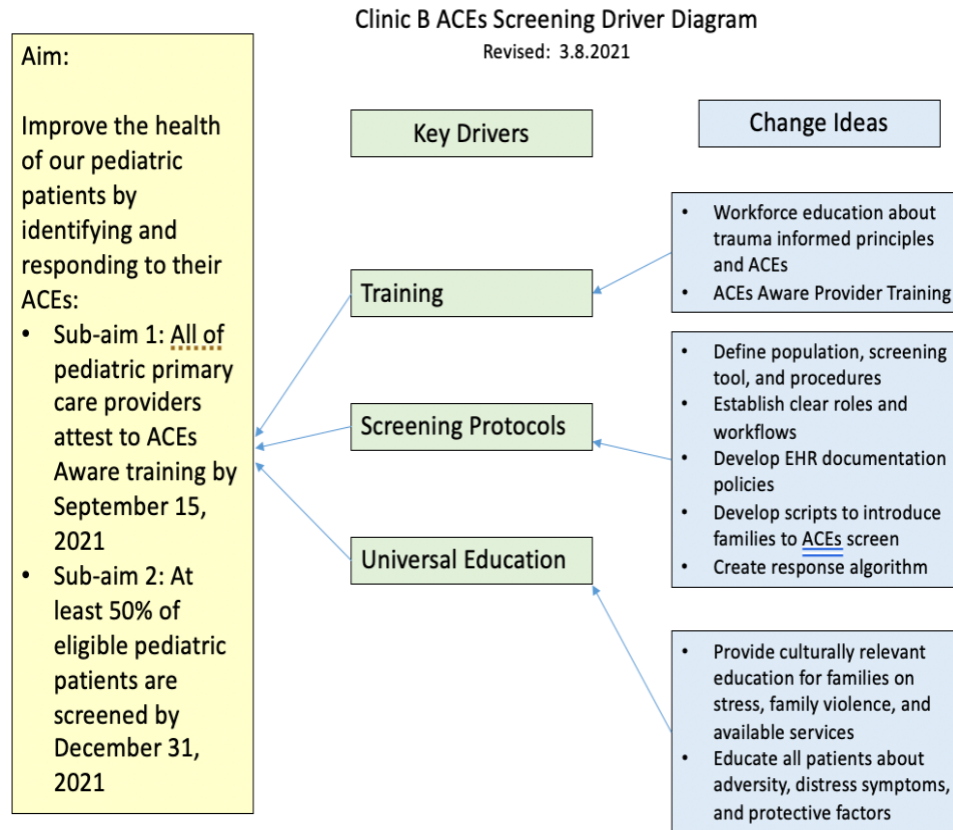 Clinic B ACEs Screening Driver Diagram
Revised: 3.8.2021
Aim:
Improve the health
of our pediatric
patients by
identifying and
responding to their
ACEs:
• Sub-aim 1: All of
pediatric primary
care providers
attest to ACEs
Aware training by
September 15,
2021
• Sub-aim 2: At
least 50% of
eligible pediatric
patients are
screened by
December 31,
2021
Key Drivers
Training
Screening Protocols
Universal Education
Change Ideas
• Workforce education about
trauma informed principles
and ACEs
• ACEs Aware Provider Training
• Define population, screening
tool, and procedures
• Establish clear roles and
workflows
• Develop EHR documentation
policies
• Develop scripts to introduce
families to ACEs screen
• Create response algorithm
• Provide culturally relevant
education for families on
stress, family violence, and
available services
• Educate all patients about
adversity, distress symptoms,
and protective factors